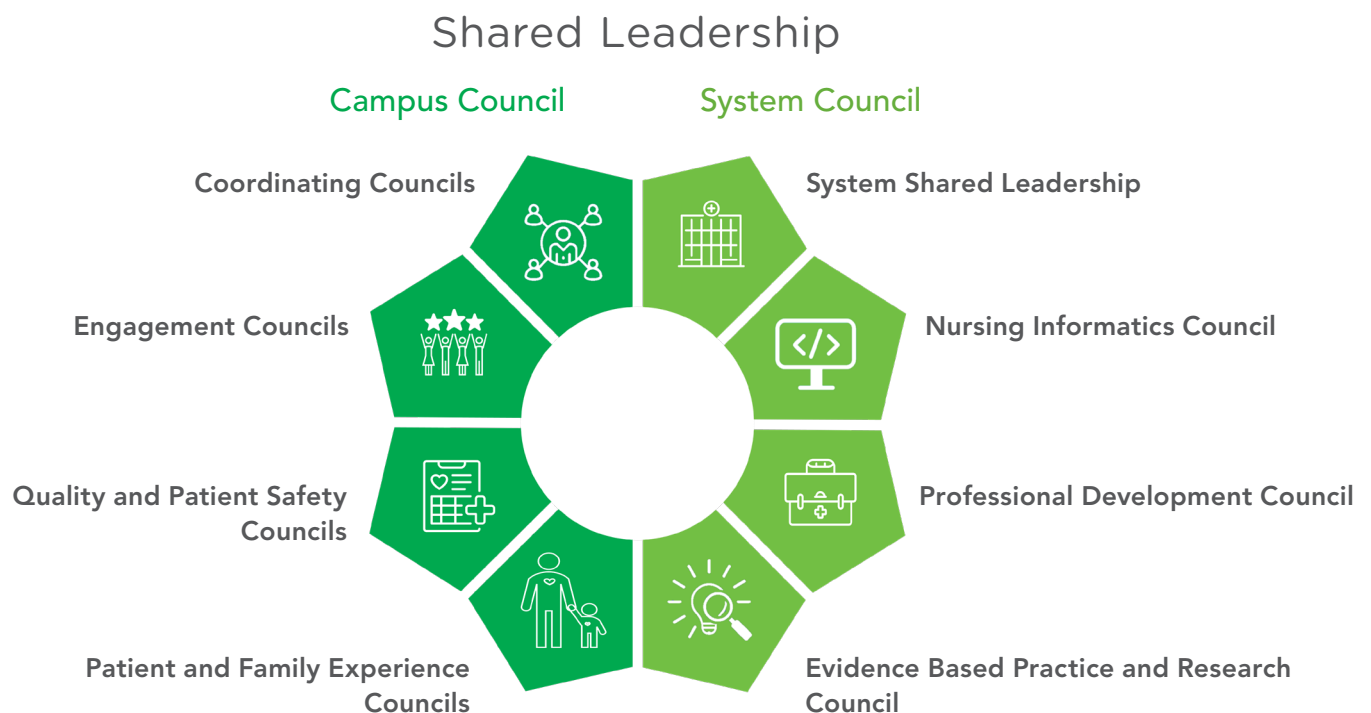 Shared Leadership
Campus Council
System Council
Coordinating Councils
System Shared Leadership
Engagement Councils
Nursing Informatics Council
Quality and Patient Safety
Councils
Professional Development Council
Patient and Family Experience
Councils
Evidence Based Practice and Research
Council